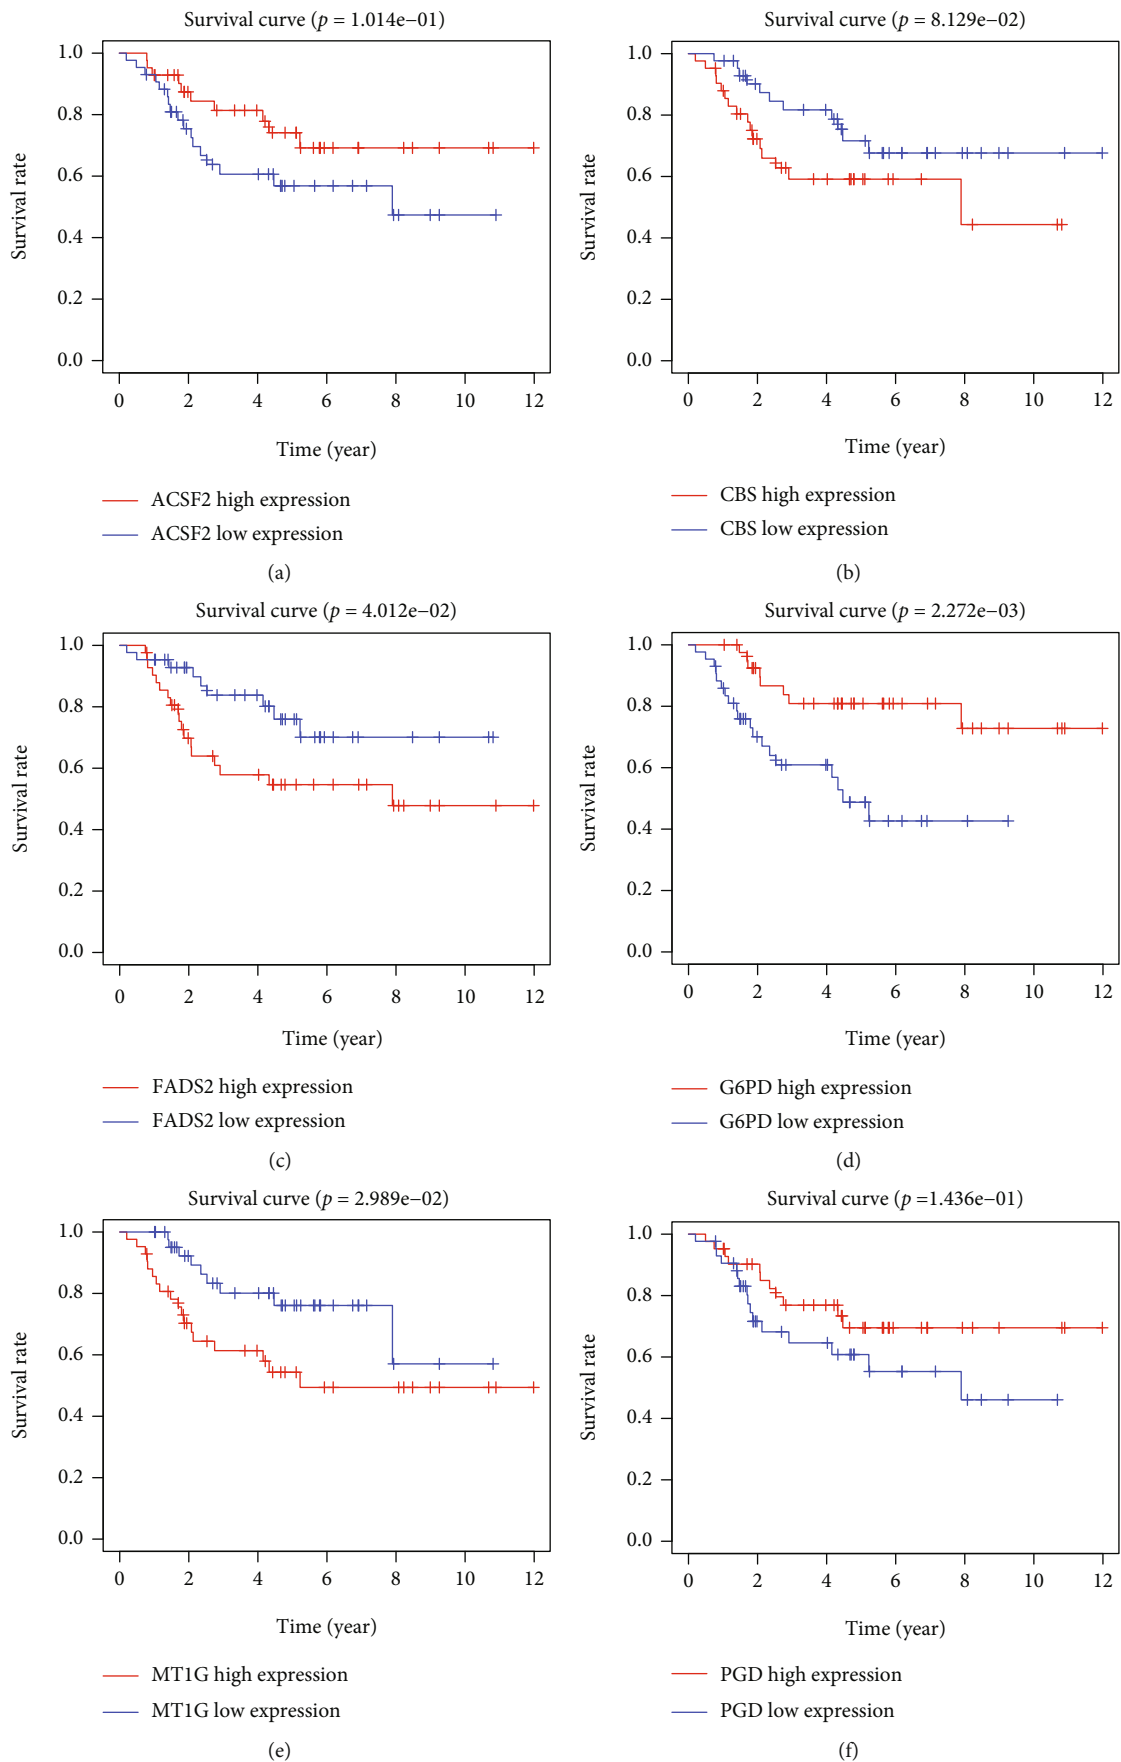 Survival curve (p = 1.014e−01)
1.0
0.8
0.6
0.4
0.2
0.0
Survival rate
0 2 4 6 8 10 12
Time (year)
ACSF2 high expression
ACSF2 low expression
(a)
Survival curve (p = 8.129e−02)
1.0
0.8
0.6
0.4
0.2
0.0
Survival rate
0 2 4 6 8 10 12
Time (year)
CBS high expression
CBS low expression
(b)
Survival curve (p = 4.012e−02)
1.0
0.8
0.6
0.4
0.2
0.0
Survival rate
0 2 4 6 8 10 12
Time (year)
FADS2 high expression
FADS2 low expression
(c)
Survival curve (p = 2.272e−03)
1.0
0.8
0.6
0.4
0.2
0.0
Survival rate
0 2 4 6 8 10 12
Time (year)
G6PD high expression
G6PD low expression
(d)
Survival curve (p = 2.989e−02)
1.0
0.8
0.6
0.4
0.2
0.0
Survival rate
0 2 4 6 8 10 12
Time (year)
MT1G high expression
MT1G low expression
(e)
Survival curve (p =1.436e−01)
1.0
0.8
0.6
0.4
0.2
0.0
Survival rate
0 2 4 6 8 10 12
Time (year)
PGD high expression
PGD low expression
(f)